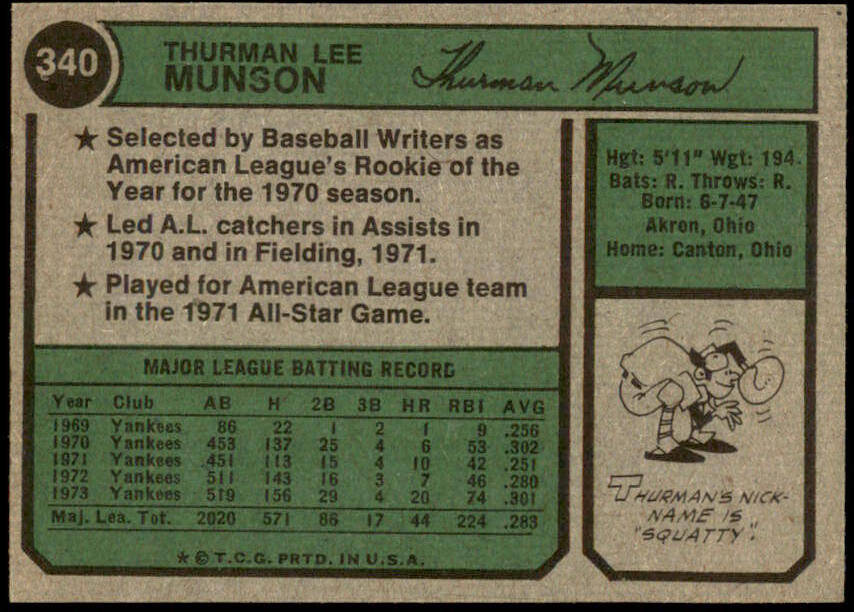 340
THURMAN LEE
MUNSON
Thurman Munson
★ Selected by Baseball Writers as
American League's Rookie of the
Year for the 1970 season.
★ Led A.L. catchers in Assists in
1970 and in Fielding, 1971.
★ Played for American League team
in the 1971 All-Star Game.
Hgt: 5'11" Wgt: 194.
Bats: R. Throws: R.
Born: 6-7-47
Akron, Ohio
Home: Canton, Ohio
MAJOR LEAGUE BATTING RECORD
Year Club AB H 2B 3B HR RBI AVG
1969 Yankees 86 22 1 2 1 9 .256
1970 Yankees 453 137 25 4 6 53 .302
1971 Yankees 451 113 15 4 10 42 .251
1972 Yankees 511 143 16 3 7 46 .280
1973 Yankees 519 156 29 4 20 74 .301
Maj. Lea. Tot. 2020 571 86 17 44 224 .283
★ © T.C.G. PRTD. IN U.S.A.
THURMAN'S NICK-
NAME IS
"SQUATTY".